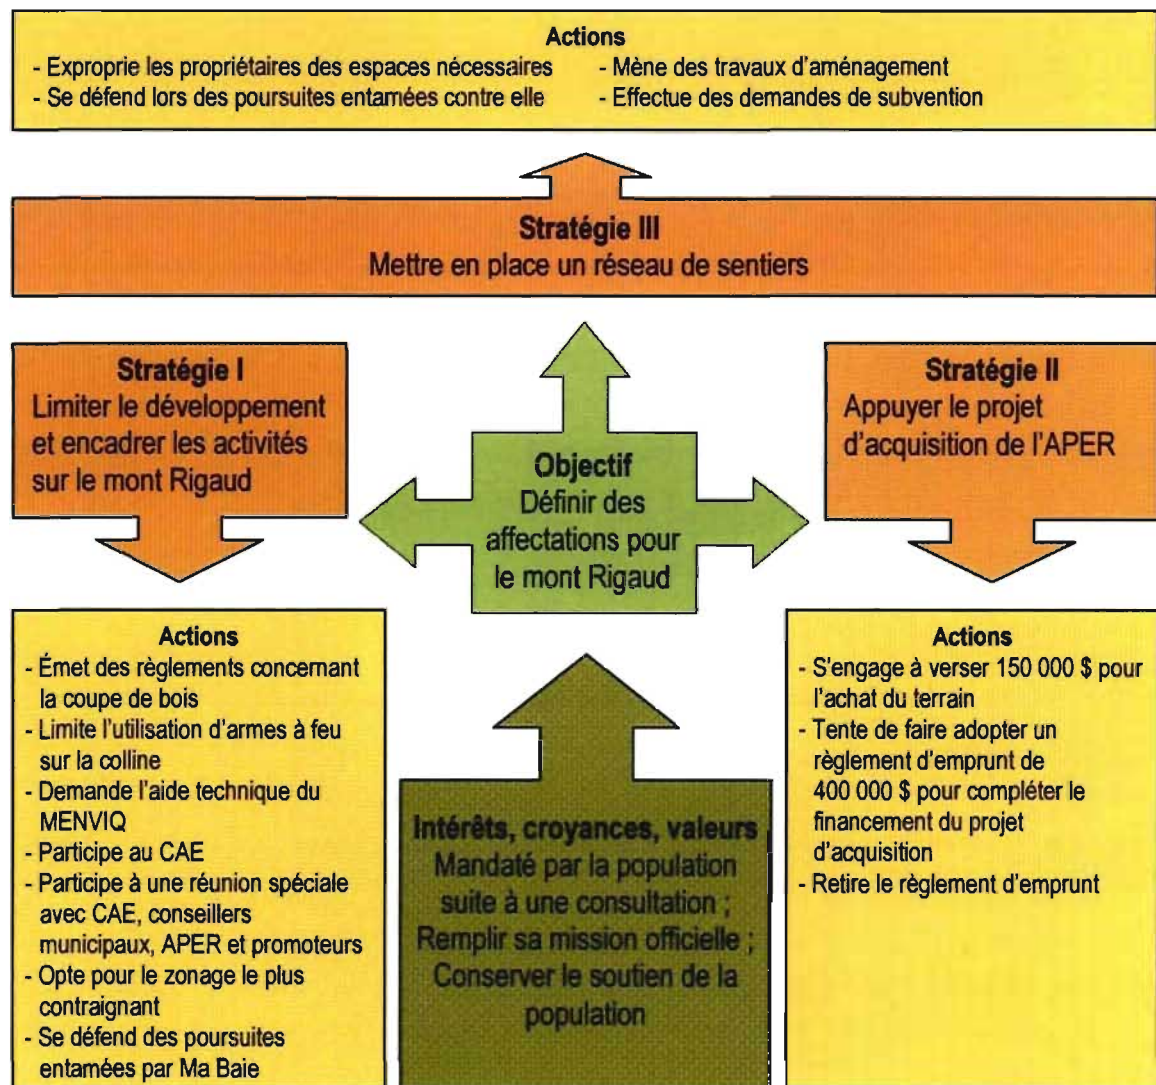 Actions
- Exproprie les propriétaires des espaces nécessaires
- Se défend lors des poursuites entamées contre elle
- Mène des travaux d'aménagement
- Effectue des demandes de subvention
Stratégie III
Mettre en place un réseau de sentiers
Stratégie I
Limiter le développement
et encadrer les activités
sur le mont Rigaud
Objectif
Définir des
affectations pour
le mont Rigaud
Stratégie II
Appuyer le projet
d'acquisition de l'APER
Actions
- Émet des règlements concernant
la coupe de bois
- Limite l'utilisation d'armes à feu
sur la colline
- Demande l'aide technique du
MENVIQ
- Participe au CAE
- Participe à une réunion spéciale
avec CAE, conseillers
municipaux, APER et promoteurs
- Opte pour le zonage le plus
contraignant
- Se défend des poursuites
entamées par Ma Baie
Intérêts, croyances, valeurs
Mandaté par la population
suite à une consultation ;
Remplir sa mission officielle ;
Conserver le soutien de la
population
Actions
- S'engage à verser 150 000 $ pour
l'achat du terrain
- Tente de faire adopter un
règlement d'emprunt de
400 000 $ pour compléter le
financement du projet
d'acquisition
- Retire le règlement d'emprunt